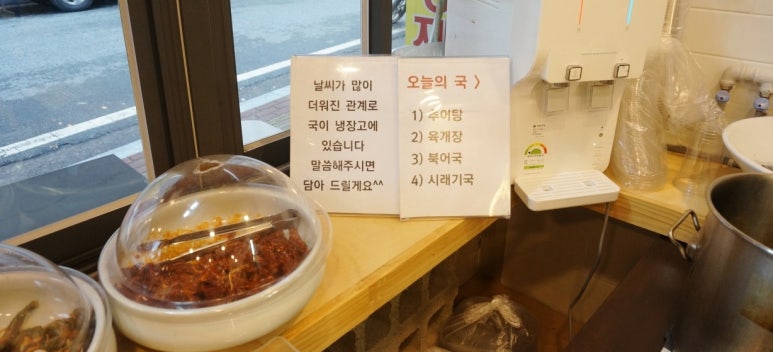 날씨가 많이
더워진 관계로
국이 냉장고에
있습니다
말씀해주시면
담아 드릴게요^^
오늘의 국 〉
1) 추어탕
2) 육개장
3) 북어국
4) 시래기국